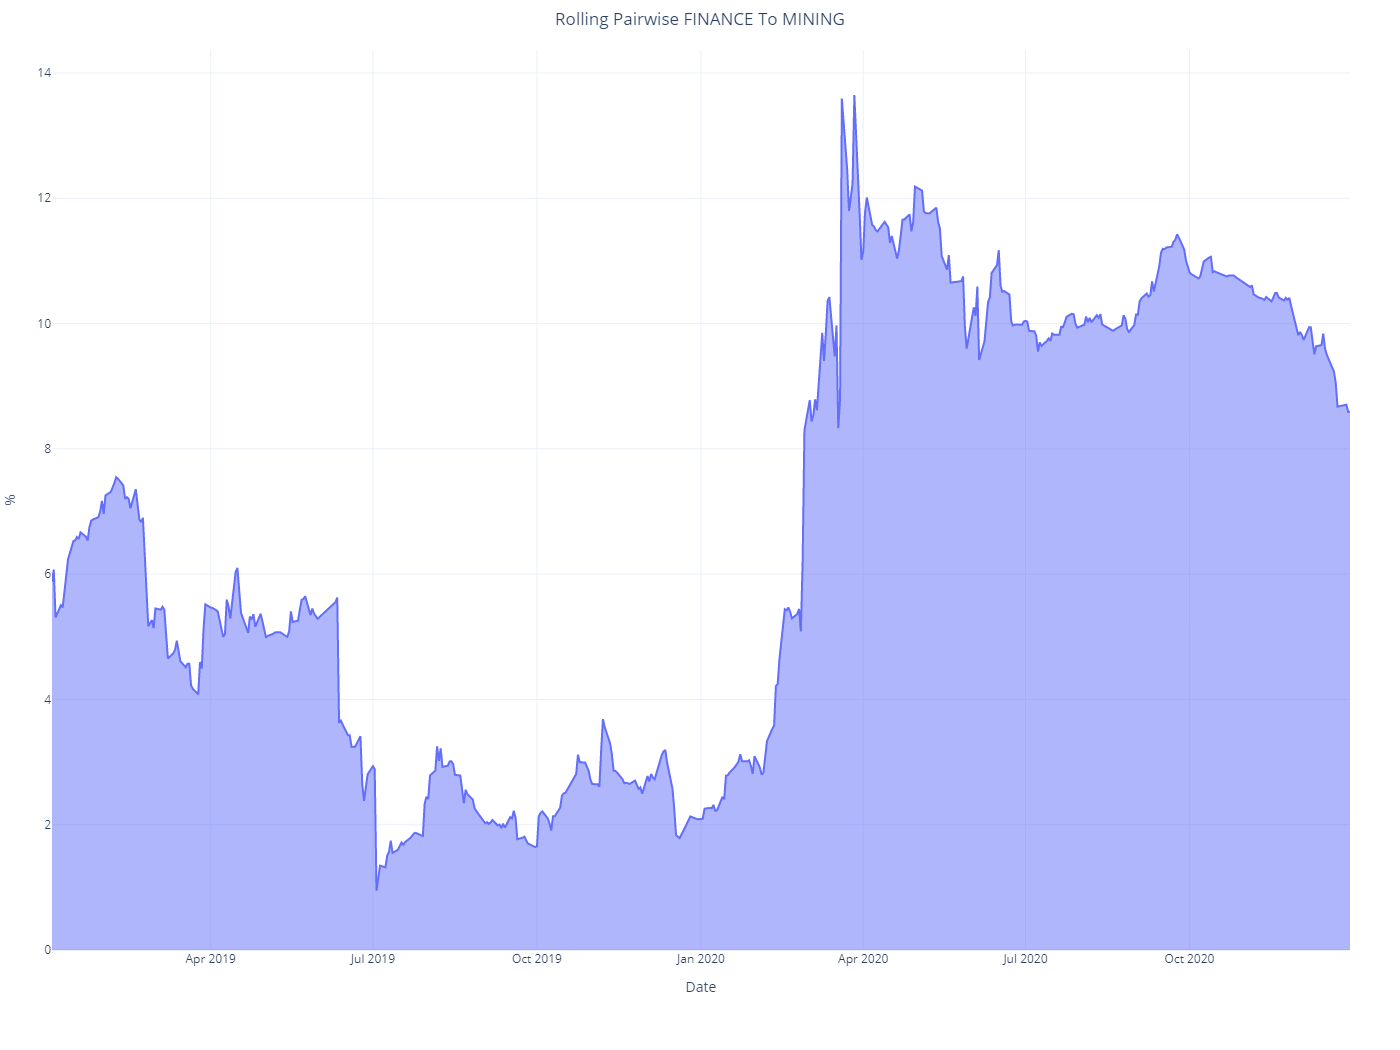 Rolling Pairwise FINANCE To MINING
14
12
10
8
6
4
2
0
%
Apr 2019
Jul 2019
Oct 2019
Jan 2020
Apr 2020
Jul 2020
Oct 2020
Date